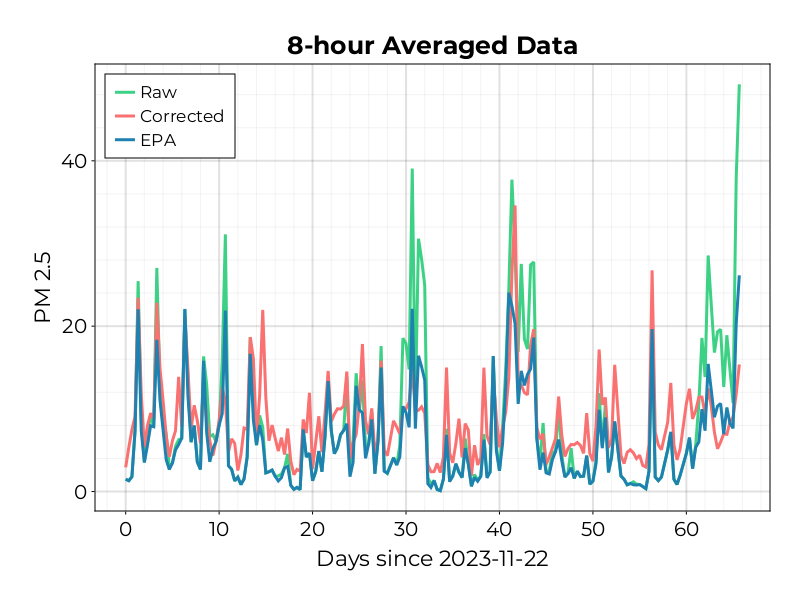 8-hour Averaged Data
Raw
Corrected
EPA
PM 2.5
40
20
0
0 10 20 30 40 50 60
Days since 2023-11-22